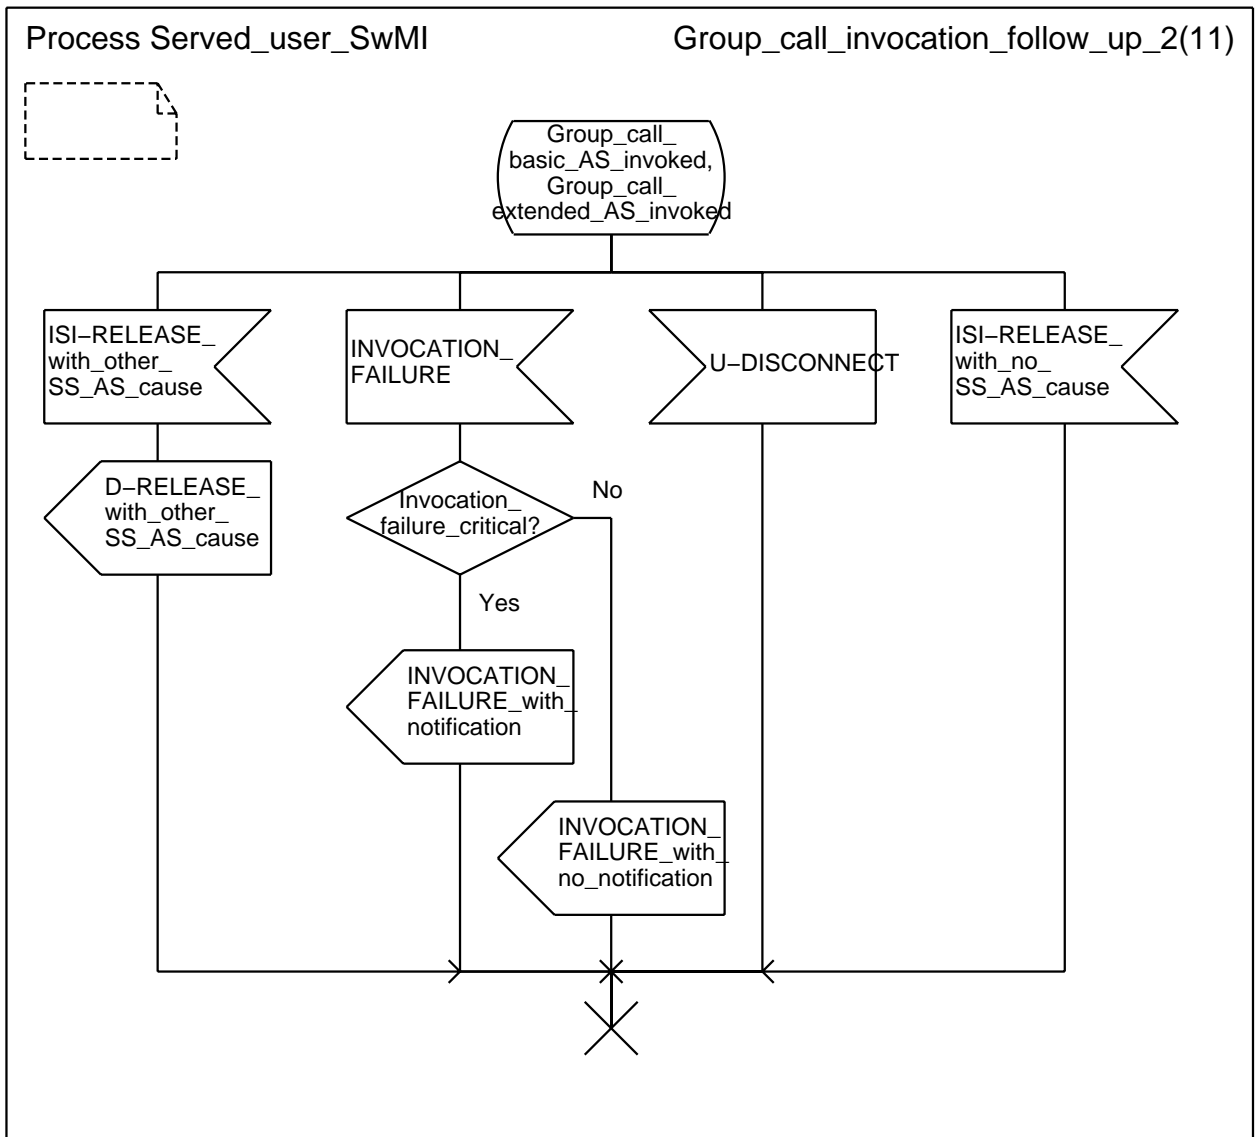 Process Served_user_SwMI
Group_call_invocation_follow_up_2(11)
Group_call_
basic_AS_invoked,
Group_call_
extended_AS_invoked
ISI–RELEASE_
with_other_
SS_AS_cause
INVOCATION_
FAILURE
U–DISCONNECT
ISI–RELEASE_
with_no_
SS_AS_cause
D–RELEASE_
with_other_
SS_AS_cause
Invocation_
failure_critical?
No
Yes
INVOCATION_
FAILURE_with_
notification
INVOCATION_
FAILURE_with_
no_notification